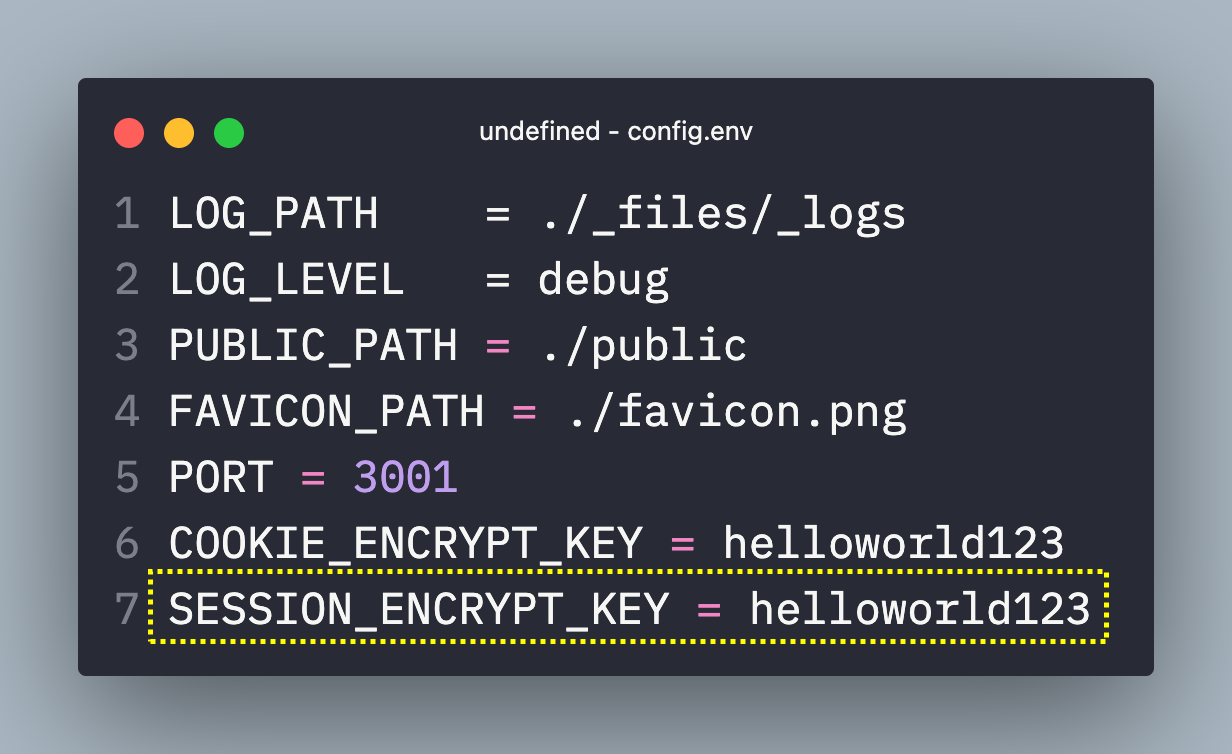 undefined - config.env
1 LOG_PATH    = ./_files/_logs
2 LOG_LEVEL   = debug
3 PUBLIC_PATH = ./public
4 FAVICON_PATH = ./favicon.png
5 PORT = 3001
6 COOKIE_ENCRYPT_KEY = helloworld123
7 SESSION_ENCRYPT_KEY = helloworld123